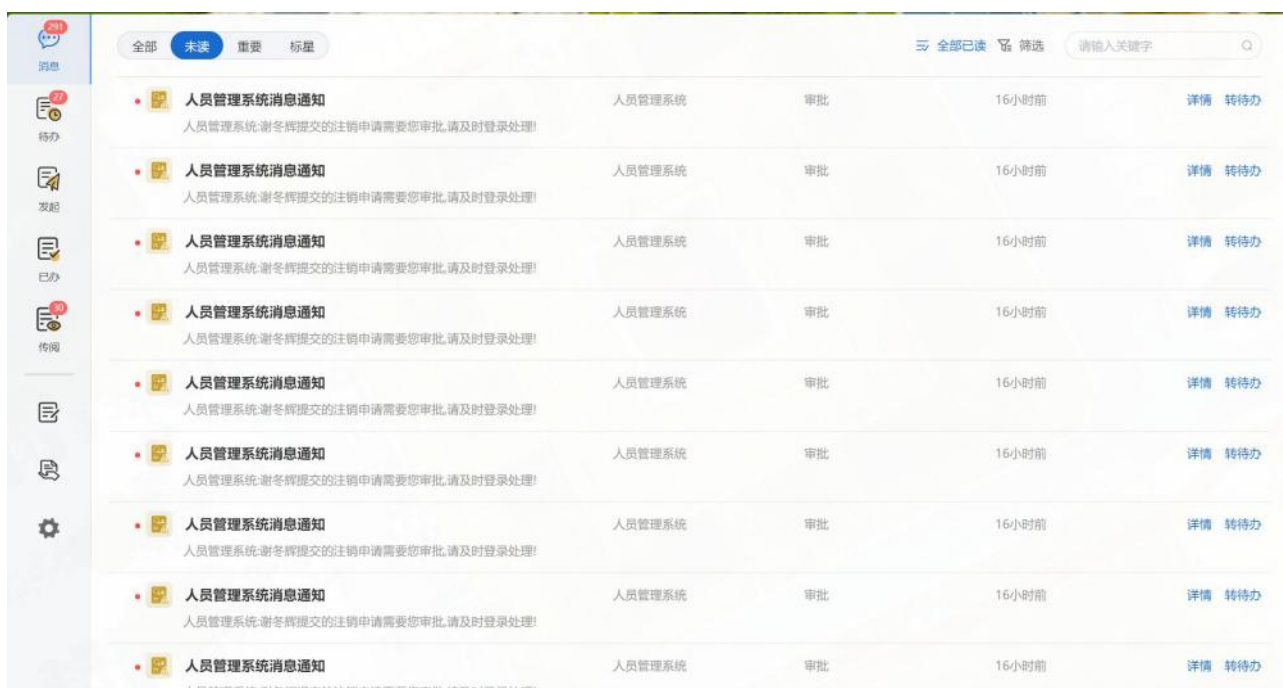 291
消息
27
待办
发起
已办
30
传阅
全部 未读 重要 标星 全部已读 筛选 请输入关键字
人员管理系统消息通知 人员管理系统 审批 16小时前 详情 转待办
人员管理系统:谢冬辉提交的注销申请需要您审批,请及时登录处理!
人员管理系统消息通知 人员管理系统 审批 16小时前 详情 转待办
人员管理系统:谢冬辉提交的注销申请需要您审批,请及时登录处理!
人员管理系统消息通知 人员管理系统 审批 16小时前 详情 转待办
人员管理系统:谢冬辉提交的注销申请需要您审批,请及时登录处理!
人员管理系统消息通知 人员管理系统 审批 16小时前 详情 转待办
人员管理系统:谢冬辉提交的注销申请需要您审批,请及时登录处理!
人员管理系统消息通知 人员管理系统 审批 16小时前 详情 转待办
人员管理系统:谢冬辉提交的注销申请需要您审批,请及时登录处理!
人员管理系统消息通知 人员管理系统 审批 16小时前 详情 转待办
人员管理系统:谢冬辉提交的注销申请需要您审批,请及时登录处理!
人员管理系统消息通知 人员管理系统 审批 16小时前 详情 转待办
人员管理系统:谢冬辉提交的注销申请需要您审批,请及时登录处理!
人员管理系统消息通知 人员管理系统 审批 16小时前 详情 转待办
人员管理系统:谢冬辉提交的注销申请需要您审批,请及时登录处理!
人员管理系统消息通知 人员管理系统 审批 16小时前 详情 转待办